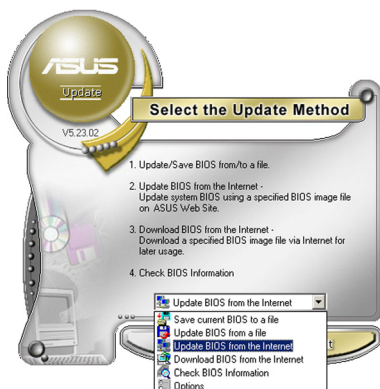 ASUS
Update
V5.23.02
Select the Update Method
1. Update/Save BIOS from/to a file.
2. Update BIOS from the Internet -
Update system BIOS using a specified BIOS image file
on ASUS Web Site.
3. Download BIOS from the Internet -
Download a specified BIOS image file via Internet for
later usage.
4. Check BIOS Information
Update BIOS from the Internet
Save current BIOS to a file
Update BIOS from a file
Update BIOS from the Internet
Download BIOS from the Internet
Check BIOS Information
Options